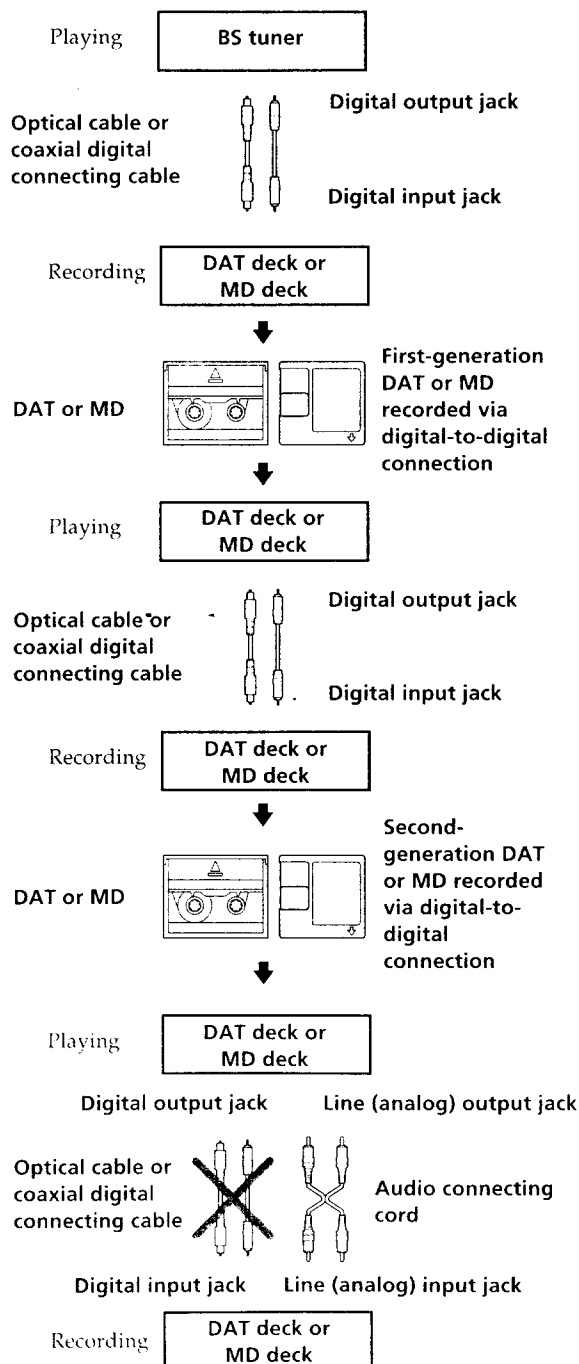 Playing
BS tuner
Digital output jack
Optical cable or
coaxial digital
connecting cable
Digital input jack
Recording
DAT deck or
MD deck
DAT or MD
First-generation
DAT or MD
recorded via
digital-to-digital
connection
Playing
DAT deck or
MD deck
Digital output jack
Optical cable or
coaxial digital
connecting cable
Digital input jack
Recording
DAT deck or
MD deck
DAT or MD
Second-
generation DAT
or MD recorded
via digital-to-
digital
connection
Playing
DAT deck or
MD deck
Digital output jack
Line (analog) output jack
Optical cable or
coaxial digital
connecting cable
Audio connecting
cord
Digital input jack
Line (analog) input jack
Recording
DAT deck or
MD deck